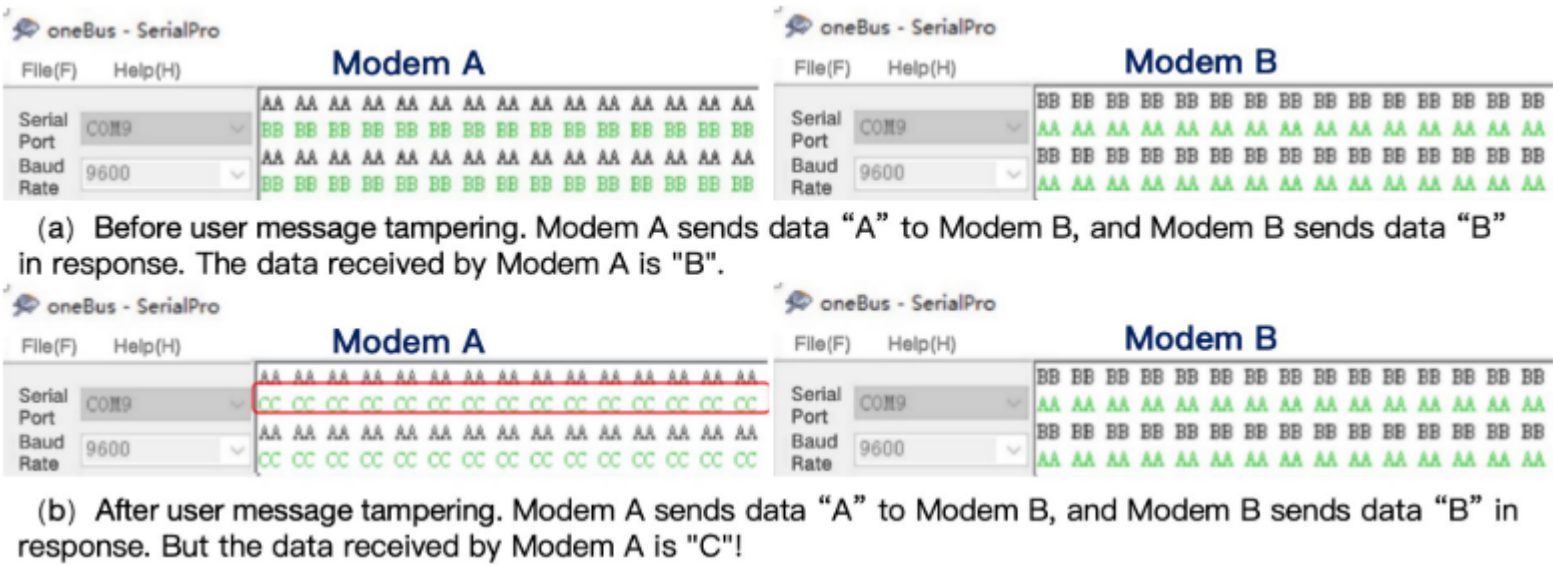 oneBus - SerialPro
File(F) Help(H)
Modem A
Serial Port
COM9
Baud Rate
9600
AA AA AA AA AA AA AA AA AA AA AA AA AA AA AA
BB BB BB BB BB BB BB BB BB BB BB BB BB BB BB
AA AA AA AA AA AA AA AA AA AA AA AA AA AA AA
BB BB BB BB BB BB BB BB BB BB BB BB BB BB BB
oneBus - SerialPro
File(F) Help(H)
Modem B
Serial Port
COM9
Baud Rate
9600
BB BB BB BB BB BB BB BB BB BB BB BB BB BB BB
AA AA AA AA AA AA AA AA AA AA AA AA AA AA AA
BB BB BB BB BB BB BB BB BB BB BB BB BB BB BB
AA AA AA AA AA AA AA AA AA AA AA AA AA AA AA
(a) Before user message tampering. Modem A sends data “A” to Modem B, and Modem B sends data “B”
in response. The data received by Modem A is "B".
oneBus - SerialPro
File(F) Help(H)
Modem A
Serial Port
COM9
Baud Rate
9600
AA AA AA AA AA AA AA AA AA AA AA AA AA AA AA
CC CC CC CC CC CC CC CC CC CC CC CC CC CC CC
AA AA AA AA AA AA AA AA AA AA AA AA AA AA AA
CC CC CC CC CC CC CC CC CC CC CC CC CC CC CC
oneBus - SerialPro
File(F) Help(H)
Modem B
Serial Port
COM9
Baud Rate
9600
BB BB BB BB BB BB BB BB BB BB BB BB BB BB BB
AA AA AA AA AA AA AA AA AA AA AA AA AA AA AA
BB BB BB BB BB BB BB BB BB BB BB BB BB BB BB
AA AA AA AA AA AA AA AA AA AA AA AA AA AA AA
(b) After user message tampering. Modem A sends data “A” to Modem B, and Modem B sends data “B” in
response. But the data received by Modem A is "C"!